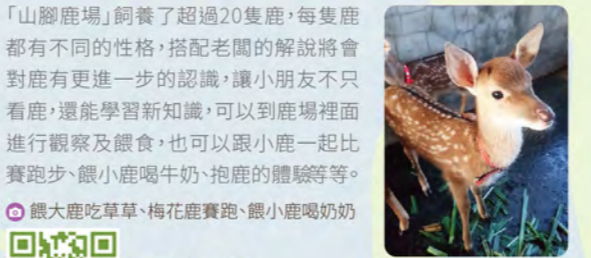 「山腳鹿場」飼養了超過20隻鹿，每隻鹿
都有不同的性格，搭配老闆的解說將會
對鹿有更進一步的認識，讓小朋友不只
看鹿，還能學習新知識，可以到鹿場裡面
進行觀察及餵食，也可以跟小鹿一起比
賽跑步、餵小鹿喝牛奶、抱鹿的體驗等等。
餵大鹿吃草草、梅花鹿賽跑、餵小鹿喝奶奶